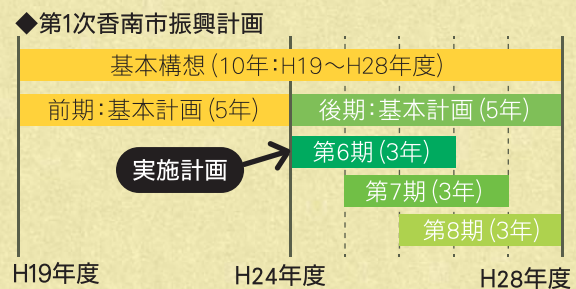 ◆第1次香南市振興計画
基本構想(10年:H19~H28年度)
前期:基本計画(5年)
後期:基本計画(5年)
第6期(3年)
実施計画
第7期(3年)
第8期(3年)
H19年度
H24年度
H28年度